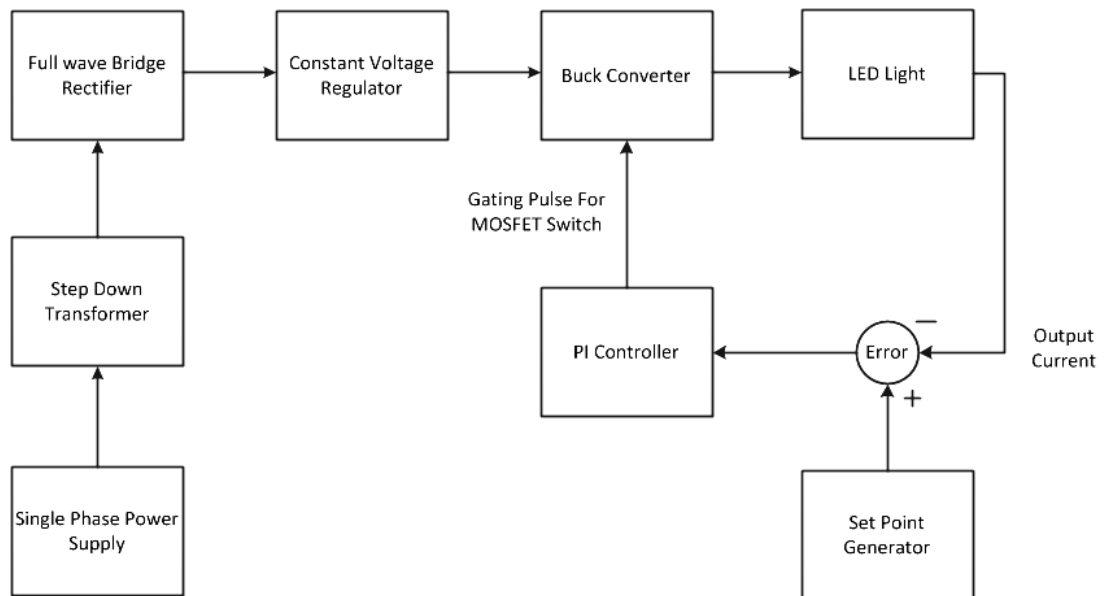 Full wave Bridge
Rectifier
Constant Voltage
Regulator
Buck Converter
LED Light
Gating Pulse For
MOSFET Switch
Step Down
Transformer
PI Controller
Error
−
+
Output
Current
Single Phase Power
Supply
Set Point
Generator